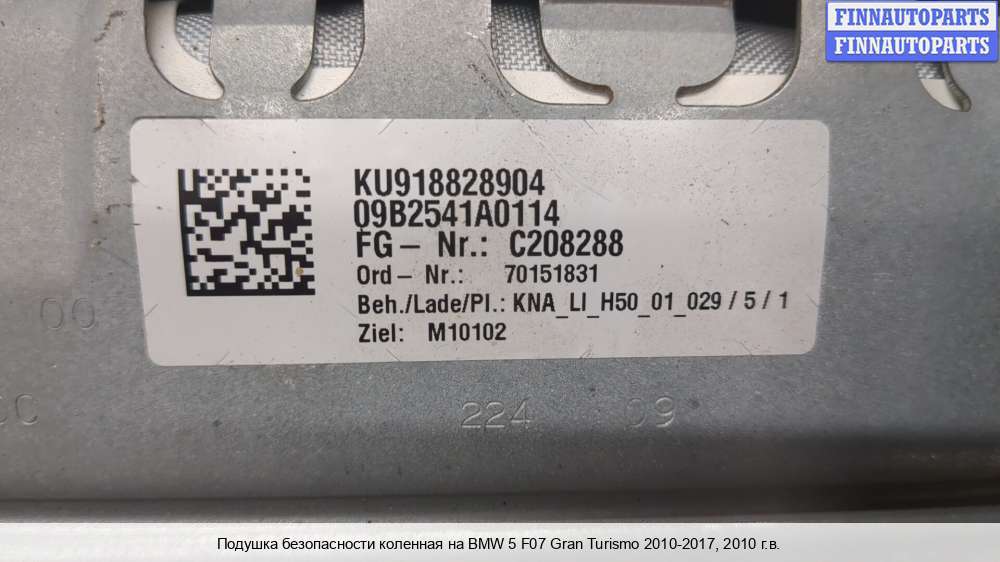 FINNAUTOPARTS
FINNAUTOPARTS
KU918828904
09B2541A0114
FG – Nr.: C208288
Ord – Nr.: 70151831
Beh./Lade/Pl.: KNA_LI_H50_01_029 / 5 / 1
Ziel: M10102
00
CC
224 09
Подушка безопасности коленная на BMW 5 F07 Gran Turismo 2010-2017, 2010 г.в.